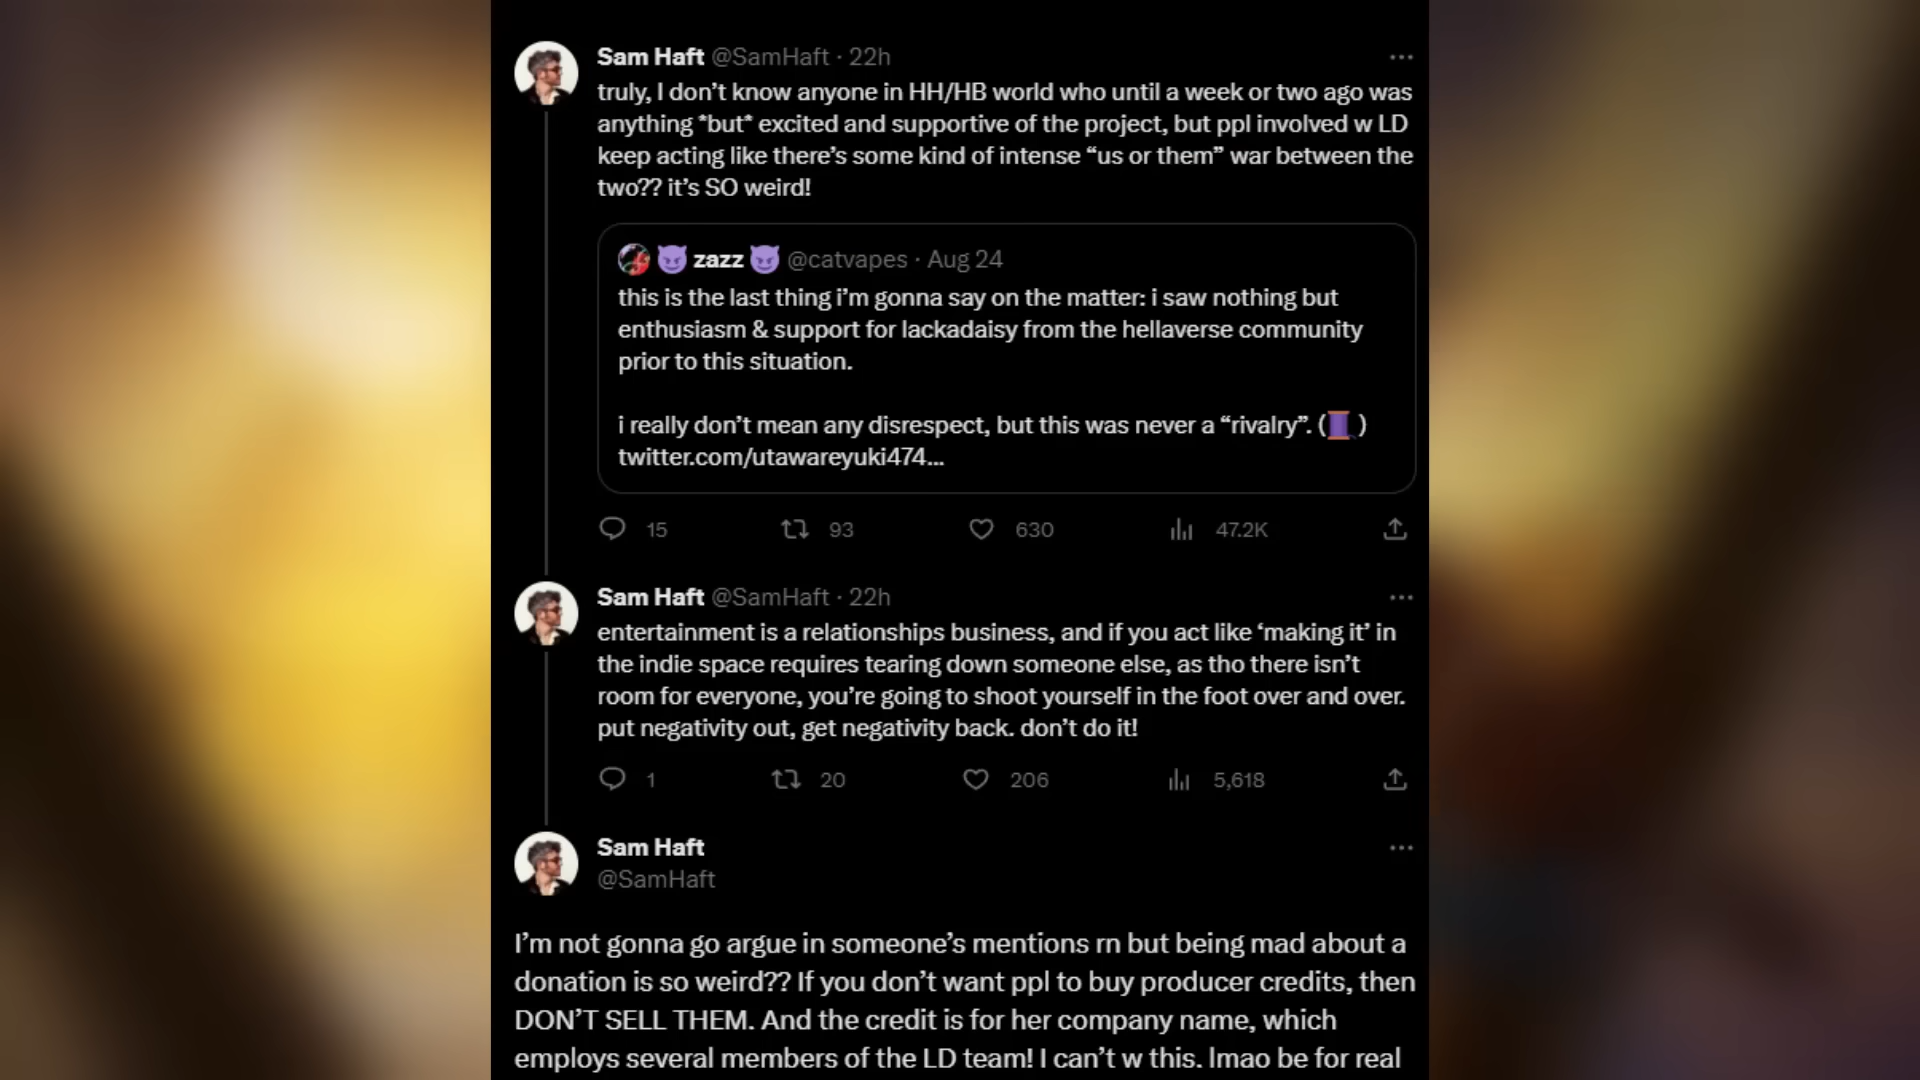 Sam Haft @SamHaft · 22h
truly, I don’t know anyone in HH/HB world who until a week or two ago was
anything *but* excited and supportive of the project, but ppl involved w LD
keep acting like there’s some kind of intense “us or them” war between the
two?? it’s SO weird!
😈 zazz 😈 @catvapes · Aug 24
this is the last thing i’m gonna say on the matter: i saw nothing but
enthusiasm & support for lackadaisy from the hellaverse community
prior to this situation.
i really don’t mean any disrespect, but this was never a “rivalry”. (🧵)
twitter.com/utawareyuki474...
15 93 630 47.2K
Sam Haft @SamHaft · 22h
entertainment is a relationships business, and if you act like ‘making it’ in
the indie space requires tearing down someone else, as tho there isn’t
room for everyone, you’re going to shoot yourself in the foot over and over.
put negativity out, get negativity back. don’t do it!
1 20 206 5,618
Sam Haft
@SamHaft
I’m not gonna go argue in someone’s mentions rn but being mad about a
donation is so weird?? If you don’t want ppl to buy producer credits, then
DON’T SELL THEM. And the credit is for her company name, which
employs several members of the LD team! I can’t w this. lmao be for real